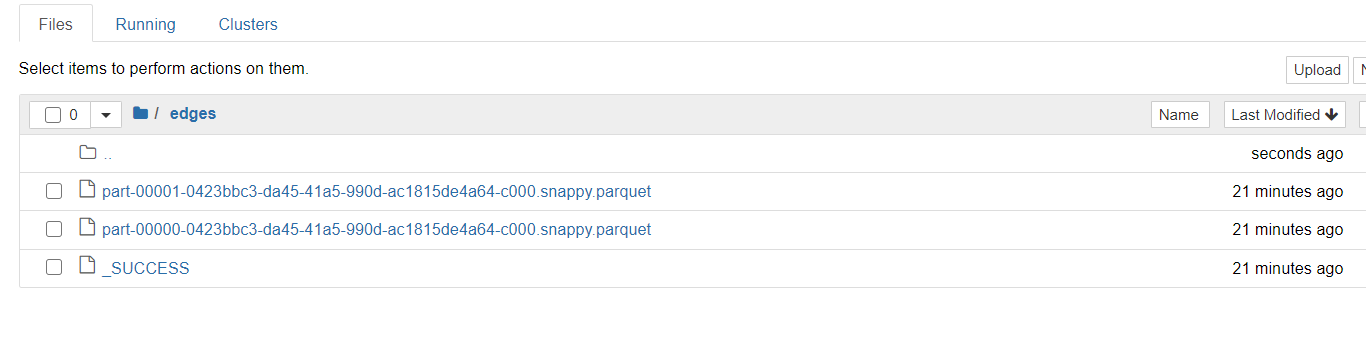 Files Running Clusters
Select items to perform actions on them.
Upload
0 / edges Name Last Modified
.. seconds ago
part-00001-0423bbc3-da45-41a5-990d-ac1815de4a64-c000.snappy.parquet 21 minutes ago
part-00000-0423bbc3-da45-41a5-990d-ac1815de4a64-c000.snappy.parquet 21 minutes ago
_SUCCESS 21 minutes ago